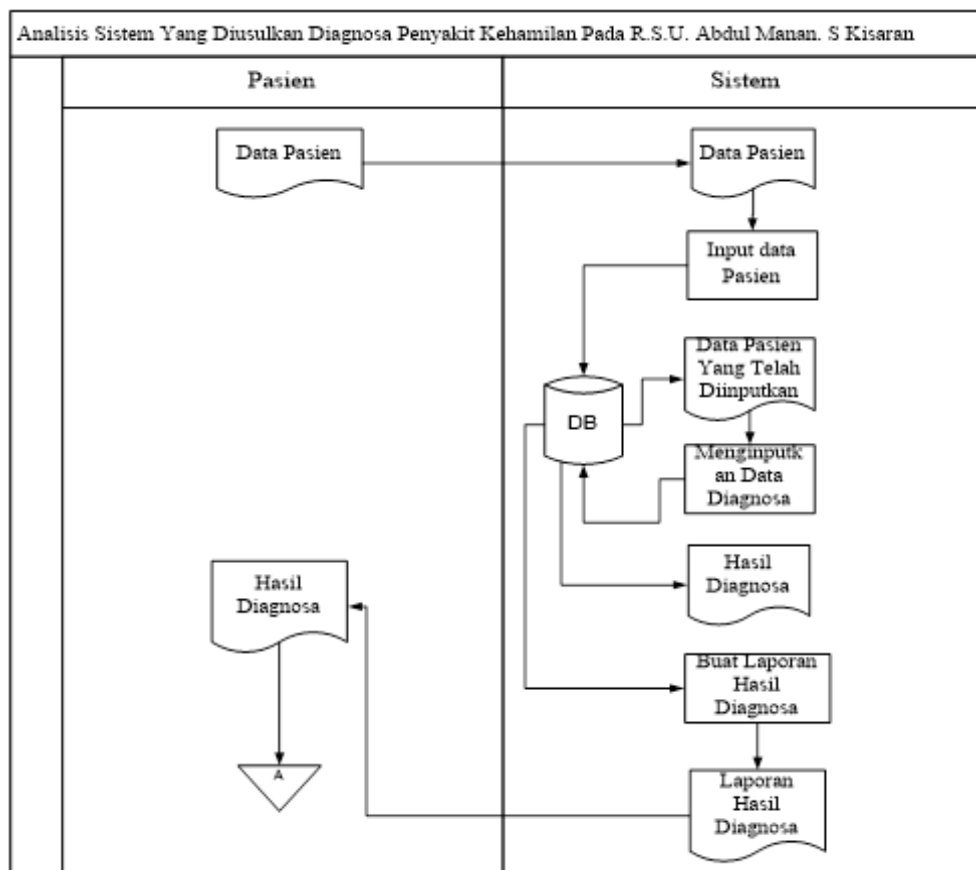 Analisis Sistem Yang Diusulkan Diagnosa Penyakit Kehamilan Pada R.S.U. Abdul Manan. S Kisaran
Pasien
Sistem
Data Pasien
Data Pasien
Input data
Pasien
Data Pasien
Yang Telah
Diinputkan
DB
Menginputk
an Data
Diagnosa
Hasil
Diagnosa
Hasil
Diagnosa
Buat Laporan
Hasil
Diagnosa
A
Laporan
Hasil
Diagnosa